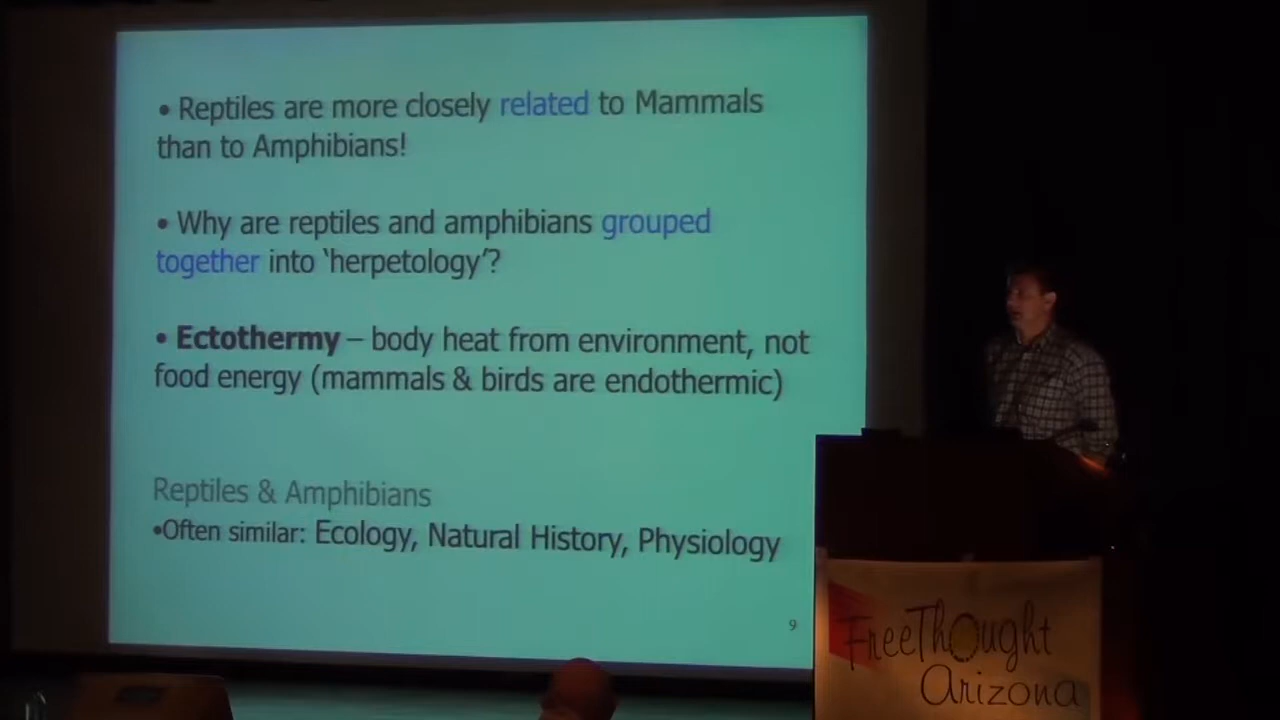 • Reptiles are more closely related to Mammals
than to Amphibians!
• Why are reptiles and amphibians grouped
together into ‘herpetology’?
• Ectothermy – body heat from environment, not
food energy (mammals & birds are endothermic)
Reptiles & Amphibians
•Often similar: Ecology, Natural History, Physiology
9
FreeThought
Arizona